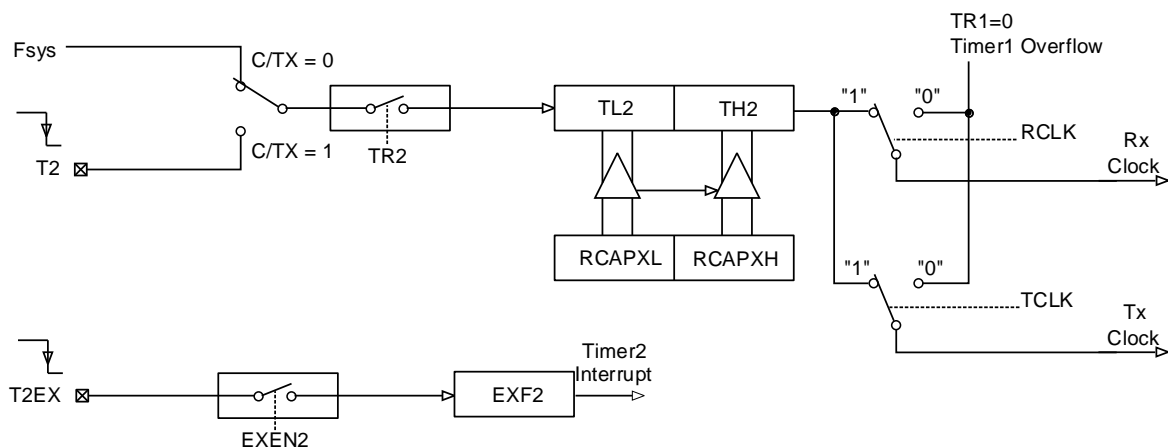 TR1=0
Timer1 Overflow
Fsys
C/TX = 0
T2
C/TX = 1
TR2
TL2
TH2
RCAPXL
RCAPXH
"1"
"0"
RCLK
Rx
Clock
"1"
"0"
TCLK
Tx
Clock
T2EX
EXEN2
EXF2
Timer2
Interrupt